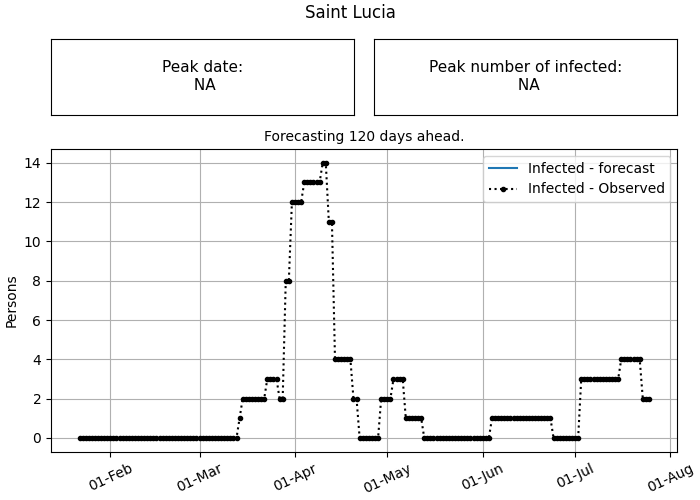 Saint Lucia
Peak date:
NA
Peak number of infected:
NA
Forecasting 120 days ahead.
Infected - forecast
Infected - Observed
Persons
14
12
10
8
6
4
2
0
01-Feb
01-Mar
01-Apr
01-May
01-Jun
01-Jul
01-Aug